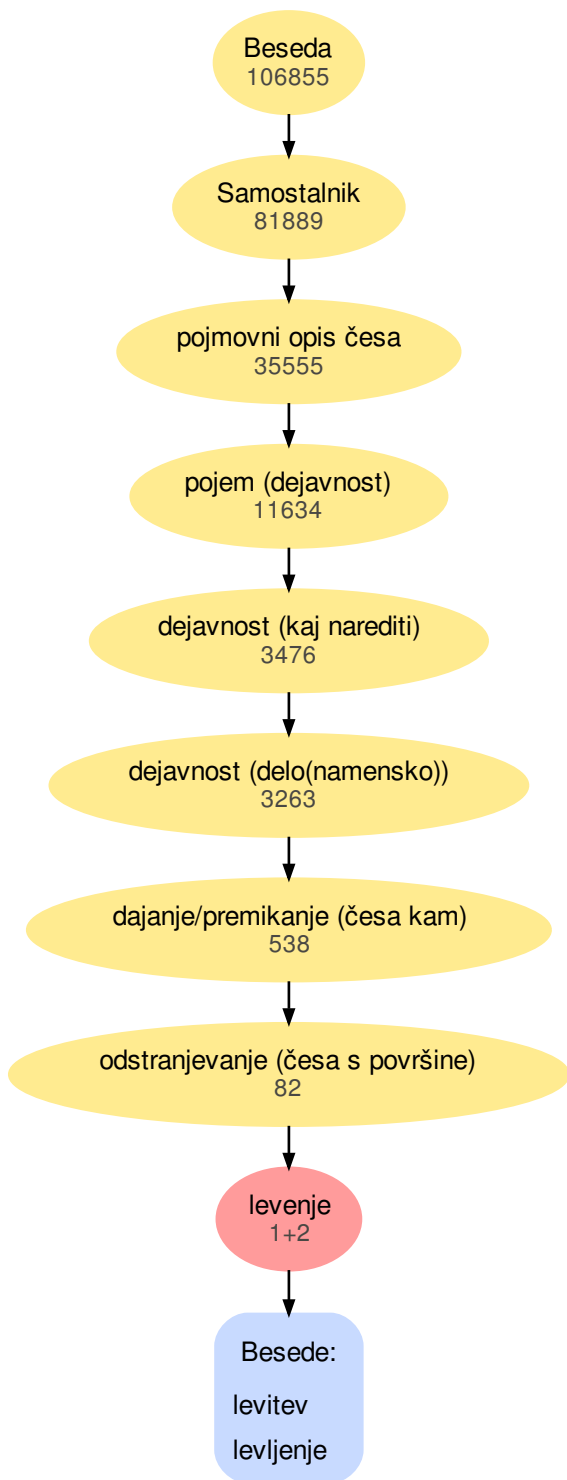 Beseda
106855
Samostalnik
81889
pojmovni opis česa
35555
pojem (dejavnost)
11634
dejavnost (kaj narediti)
3476
dejavnost (delo(namensko))
3263
dajanje/premikanje (česa kam)
538
odstranjevanje (česa s površine)
82
levenje
1+2
Besede:
levitev
levljenje